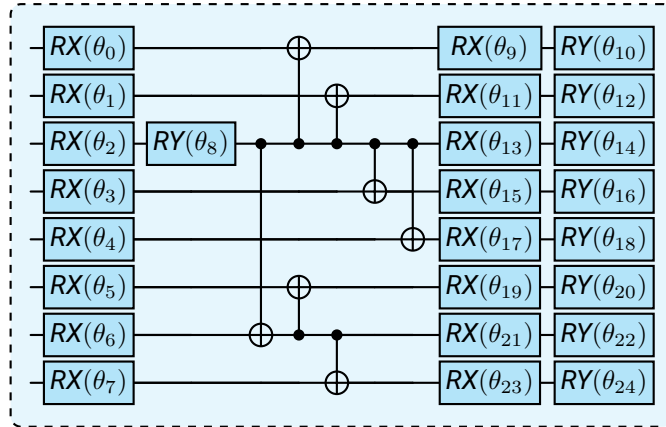 RX(θ₀) RX(θ₉) RY(θ₁₀)
RX(θ₁) RX(θ₁₁) RY(θ₁₂)
RX(θ₂) RY(θ₈) RX(θ₁₃) RY(θ₁₄)
RX(θ₃) RX(θ₁₅) RY(θ₁₆)
RX(θ₄) RX(θ₁₇) RY(θ₁₈)
RX(θ₅) RX(θ₁₉) RY(θ₂₀)
RX(θ₆) RX(θ₂₁) RY(θ₂₂)
RX(θ₇) RX(θ₂₃) RY(θ₂₄)